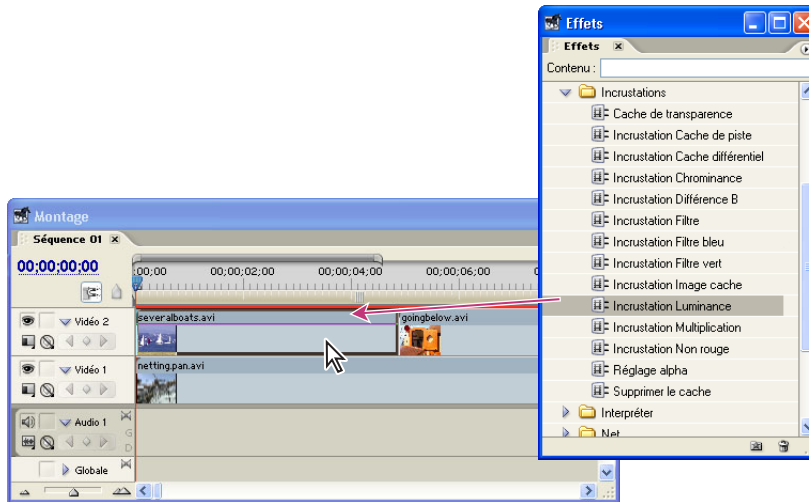 Effets
Effets
Contenu :
Incrustations
Cache de transparence
Incrustation Cache de piste
Incrustation Cache différentiel
Incrustation Chrominance
Incrustation Différence B
Incrustation Filtre
Incrustation Filtre bleu
Incrustation Filtre vert
Incrustation Image cache
Incrustation Luminance
Incrustation Multiplication
Incrustation Non rouge
Réglage alpha
Supprimer le cache
Interpréter
Net
Montage
Séquence 01
00;00;00;00
;00;00 00;00;02;00 00;00;04;00 00;00;06;00
Vidéo 2
severalboats.avi
goingbelow.avi
Vidéo 1
netting.pan.avi
Audio 1
G
D
Globale